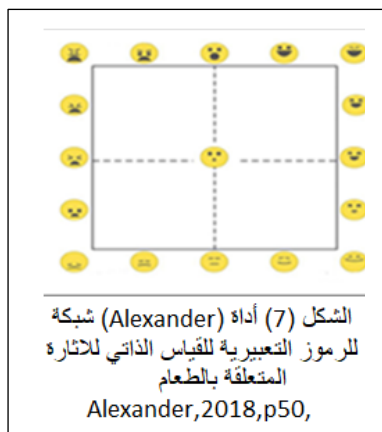 الشكل (7) أداة (Alexander) شبكة
للرموز التعبيرية للقياس الذاتي للاثارة
المتعلقة بالطعام
Alexander,2018,p50,